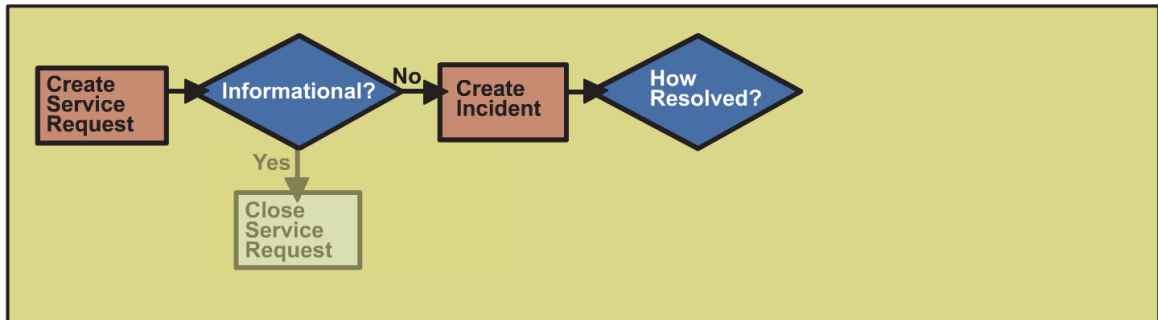 Create
Service
Request
Informational?
No
Create
Incident
How
Resolved?
Yes
Close
Service
Request